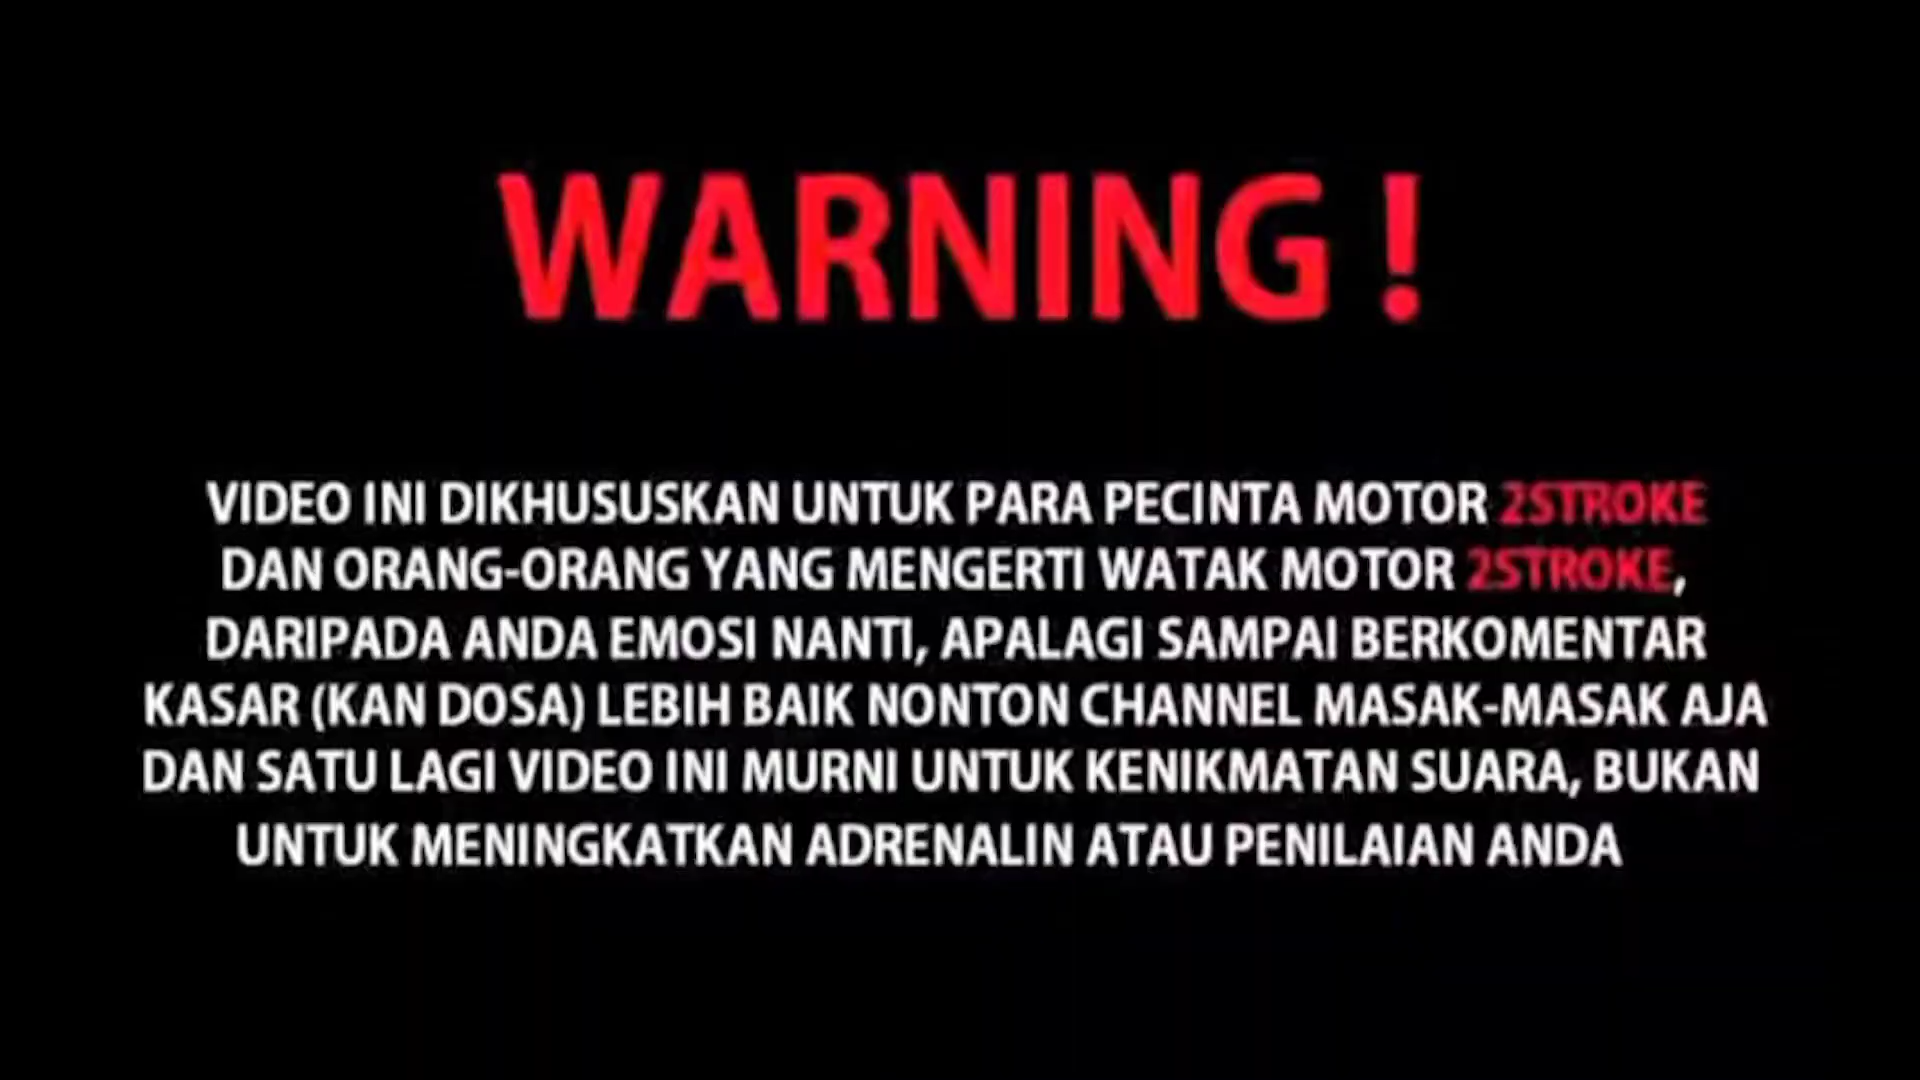 WARNING !
VIDEO INI DIKHUSUSKAN UNTUK PARA PECINTA MOTOR 2STROKE
DAN ORANG-ORANG YANG MENGERTI WATAK MOTOR 2STROKE,
DARIPADA ANDA EMOSI NANTI, APALAGI SAMPAI BERKOMENTAR
KASAR (KAN DOSA) LEBIH BAIK NONTON CHANNEL MASAK-MASAK AJA
DAN SATU LAGI VIDEO INI MURNI UNTUK KENIKMATAN SUARA, BUKAN
UNTUK MENINGKATKAN ADRENALIN ATAU PENILAIAN ANDA